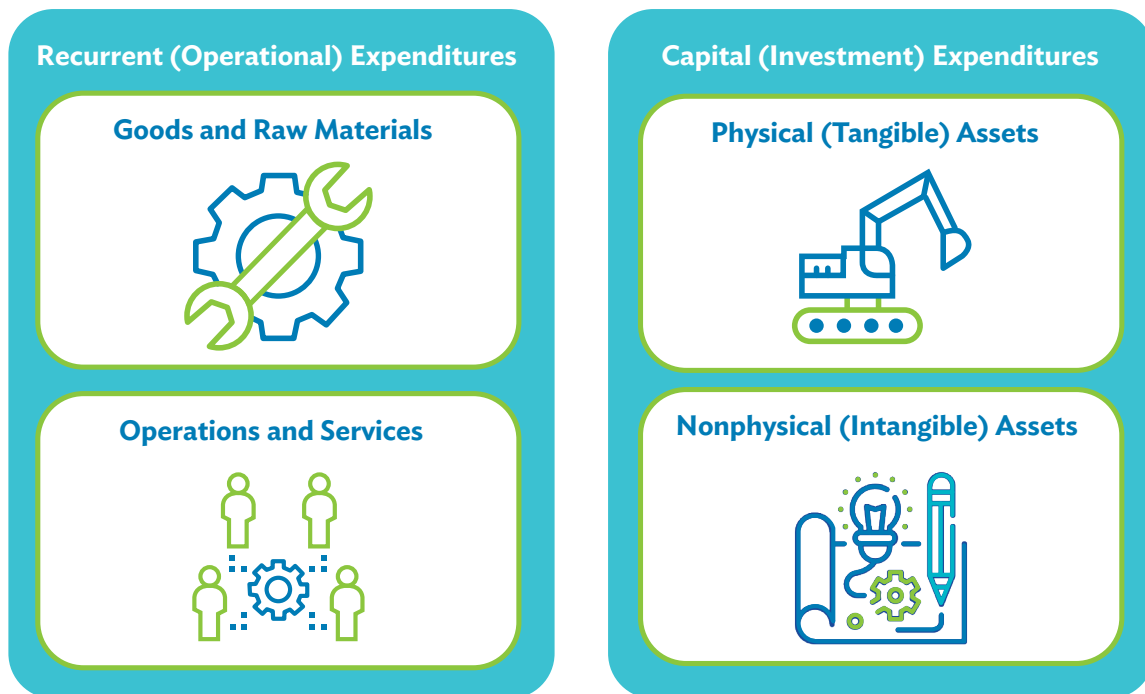 Recurrent (Operational) Expenditures
Goods and Raw Materials
Operations and Services
Capital (Investment) Expenditures
Physical (Tangible) Assets
Nonphysical (Intangible) Assets